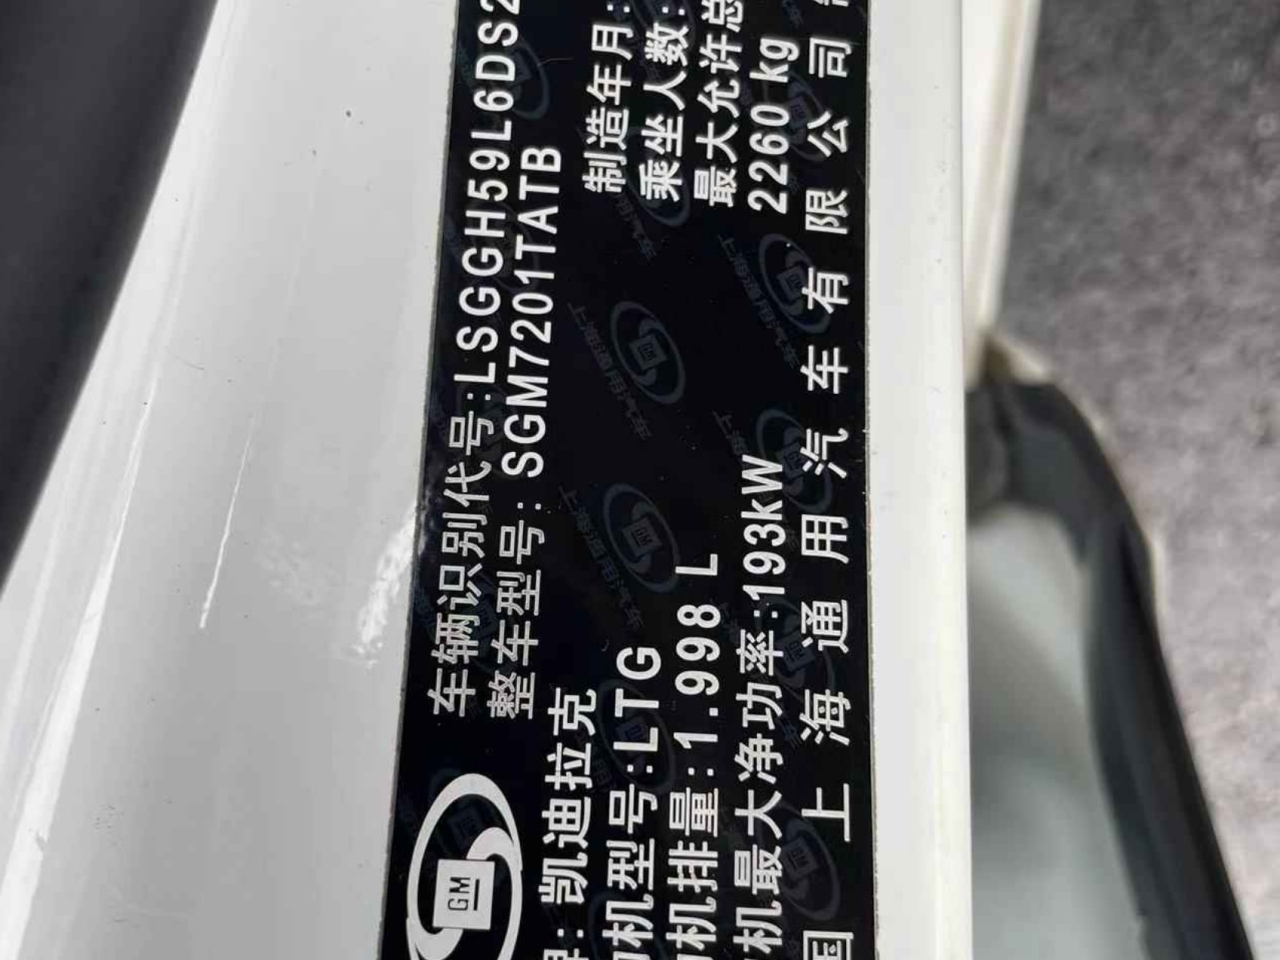 车辆识别代号:LSGGH59L6DS2
整车型号:SGM7201TATB
牌:凯迪拉克
制造年月:
机型号:LTG
乘坐人数:
机排量:1.998 L
最大允许总
机最大净功率:193kW
2260 kg
国上海通用汽车有限公司
GM